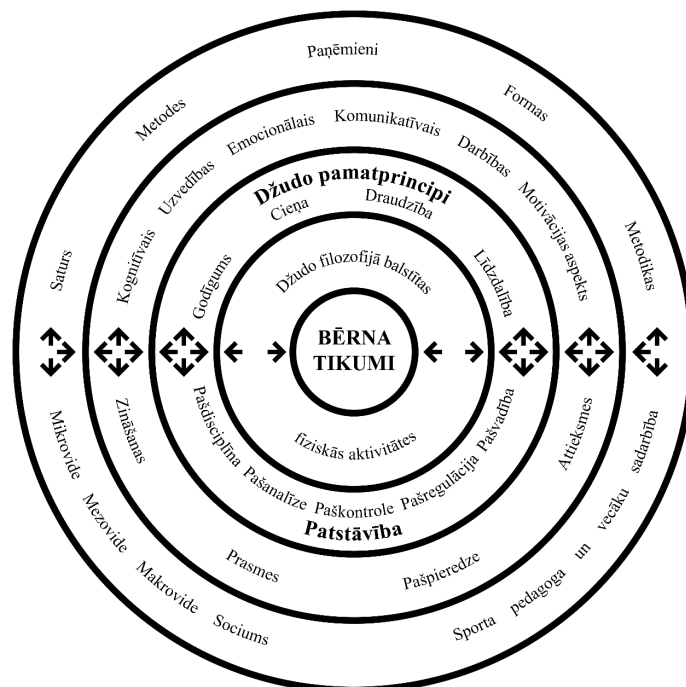 Saturs Metodes Paņēmieni Formas Metodikas
Kognitīvais Uzvedības Emocionālais Komunikatīvais Darbības Motivācijas aspekts
Džudo pamatprincipi
Godīgums Cieņa Draudzība Līdzdalība
Džudo filozofijā balstītas
BĒRNA
TIKUMI
fiziskās aktivitātes
Pašdisciplīna Pašanalīze Paškontrole Pašregulācija Pašvadība
Patstāvība
Zināšanas Prasmes Pašpieredze Attieksmes
Mikrovide Mezovide Makrovide Sociums Sporta pedagoga un vecāku sadarbība